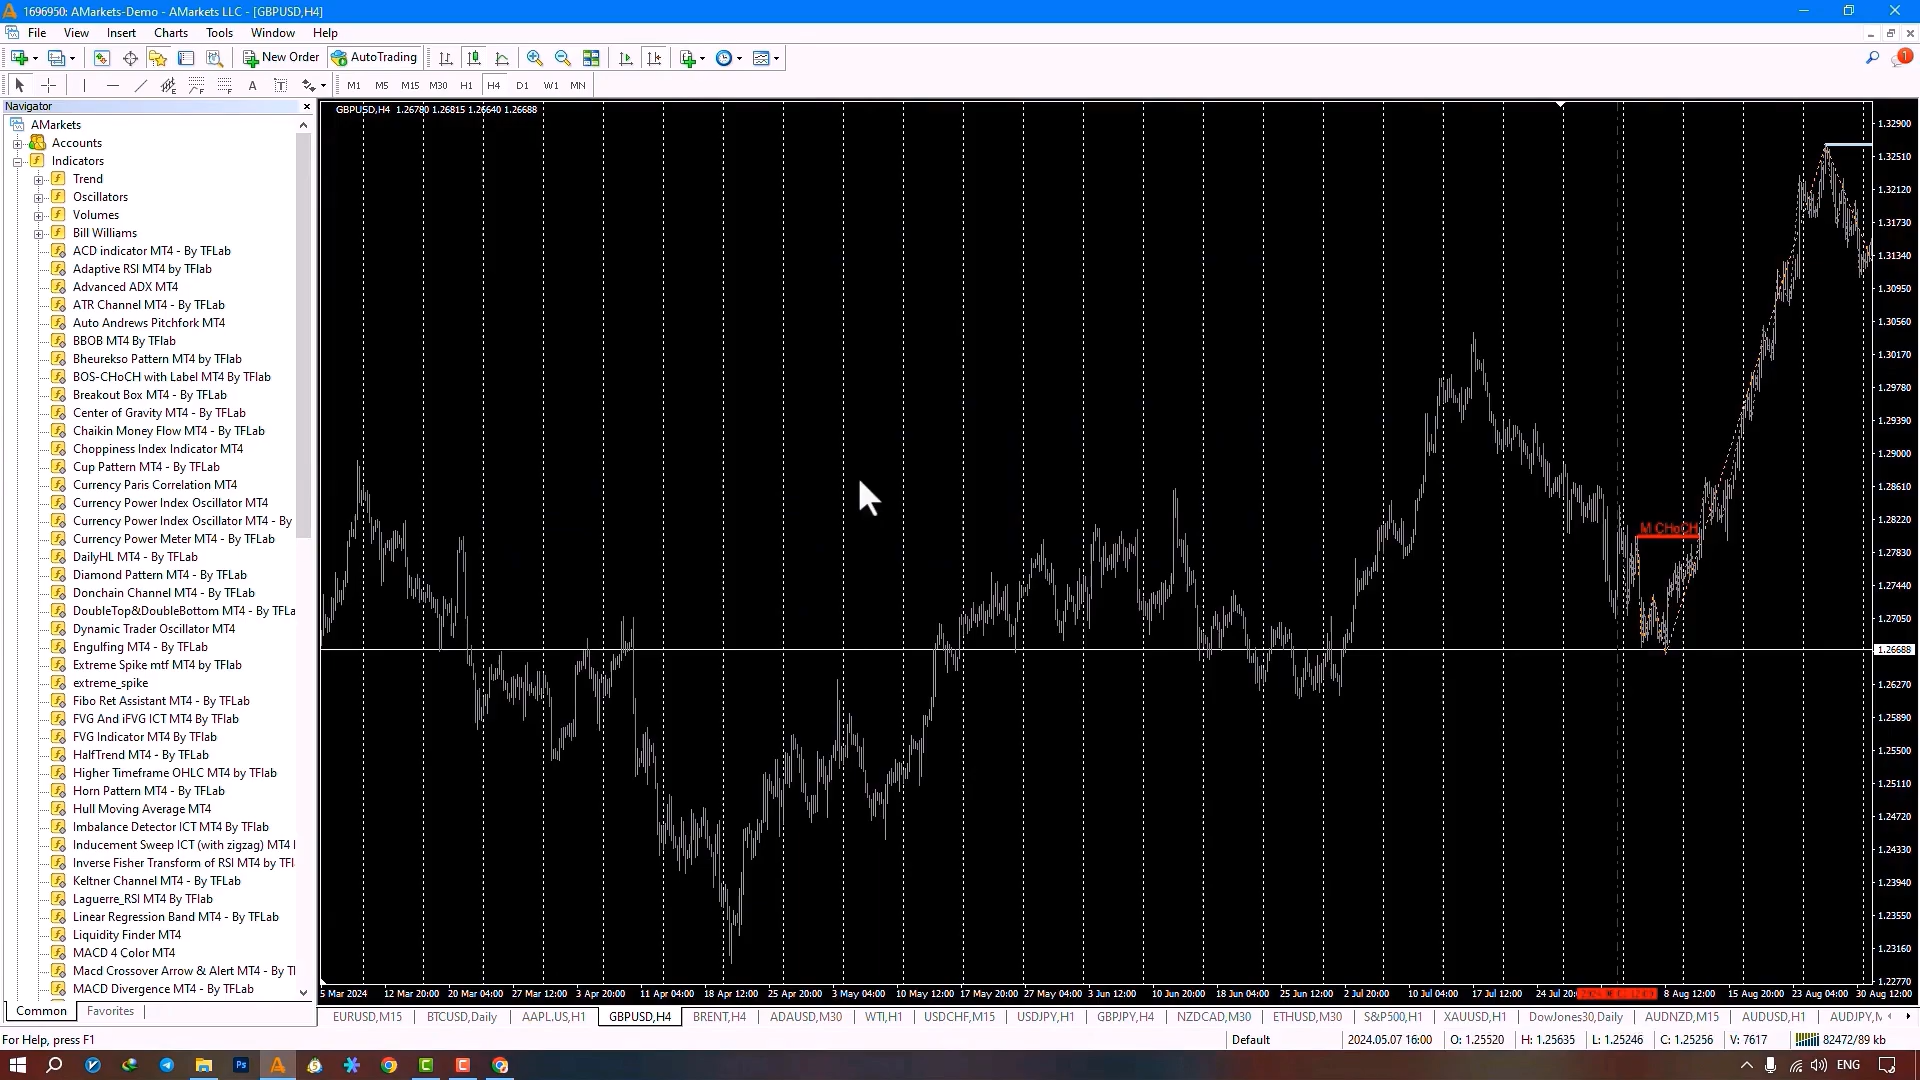 1696950: AMarkets-Demo - AMarkets LLC - [GBPUSD,H4]
File View Insert Charts Tools Window Help
New Order AutoTrading
1
A T M1 M5 M15 M30 H1 H4 D1 W1 MN
Navigator
AMarkets
Accounts
Indicators
Trend
Oscillators
Volumes
Bill Williams
ACD indicator MT4 - By TFLab
Adaptive RSI MT4 by TFlab
Advanced ADX MT4
ATR Channel MT4 - By TFLab
Auto Andrews Pitchfork MT4
BBOB MT4 By TFlab
Bheurekso Pattern MT4 by TFlab
BOS-CHoCH with Label MT4 By TFlab
Breakout Box MT4 - By TFLab
Center of Gravity MT4 - By TFLab
Chaikin Money Flow MT4 - By TFLab
Choppiness Index Indicator MT4
Cup Pattern MT4 - By TFLab
Currency Paris Correlation MT4
Currency Power Index Oscillator MT4
Currency Power Index Oscillator MT4 - By
Currency Power Meter MT4 - By TFLab
DailyHL MT4 - By TFLab
Diamond Pattern MT4 - By TFLab
Donchain Channel MT4 - By TFLab
DoubleTop&DoubleBottom MT4 - By TFLa
Dynamic Trader Oscillator MT4
Engulfing MT4 - By TFLab
Extreme Spike mtf MT4 by TFlab
extreme_spike
Fibo Ret Assistant MT4 - By TFLab
FVG And iFVG ICT MT4 By TFlab
FVG Indicator MT4 By TFlab
HalfTrend MT4 - By TFLab
Higher Timeframe OHLC MT4 by TFlab
Horn Pattern MT4 - By TFLab
Hull Moving Average MT4
Imbalance Detector ICT MT4 By TFlab
Inducement Sweep ICT (with zigzag) MT4
Inverse Fisher Transform of RSI MT4 by TFl
Keltner Channel MT4 - By TFLab
Laguerre_RSI MT4 By TFlab
Linear Regression Band MT4 - By TFLab
Liquidity Finder MT4
MACD 4 Color MT4
Macd Crossover Arrow & Alert MT4 - By Tl
MACD Divergence MT4 - By TFLab
Common Favorites
GBPUSD,H4 1.26780 1.26815 1.26640 1.26688
M CHoCH
1.32900
1.32510
1.32120
1.31730
1.31340
1.30950
1.30560
1.30170
1.29780
1.29390
1.29000
1.28610
1.28220
1.27830
1.27440
1.27050
1.26688
1.26270
1.25890
1.25500
1.25110
1.24720
1.24330
1.23940
1.23550
1.23160
1.22770
5 Mar 2024 12 Mar 20:00 20 Mar 04:00 27 Mar 12:00 3 Apr 20:00 11 Apr 04:00 18 Apr 12:00 25 Apr 20:00 3 May 04:00 10 May 12:00 17 May 20:00 27 May 04:00 3 Jun 12:00 10 Jun 20:00 18 Jun 04:00 25 Jun 12:00 2 Jul 20:00 10 Jul 04:00 17 Jul 12:00 24 Jul 20: 8 Aug 12:00 15 Aug 20:00 23 Aug 04:00 30 Aug 12:00
EURUSD,M15 BTCUSD,Daily AAPL.US,H1 GBPUSD,H4 BRENT,H4 ADAUSD,M30 WTI,H1 USDCHF,M15 USDJPY,H1 GBPJPY,H4 NZDCAD,M30 ETHUSD,M30 S&P500,H1 XAUUSD,H1 DowJones30,Daily AUDNZD,M15 AUDUSD,H1 AUDJPY,M
For Help, press F1 Default 2024.05.07 16:00 O: 1.25520 H: 1.25635 L: 1.25246 C: 1.25256 V: 7617 82472/89 kb
Ps C C ENG